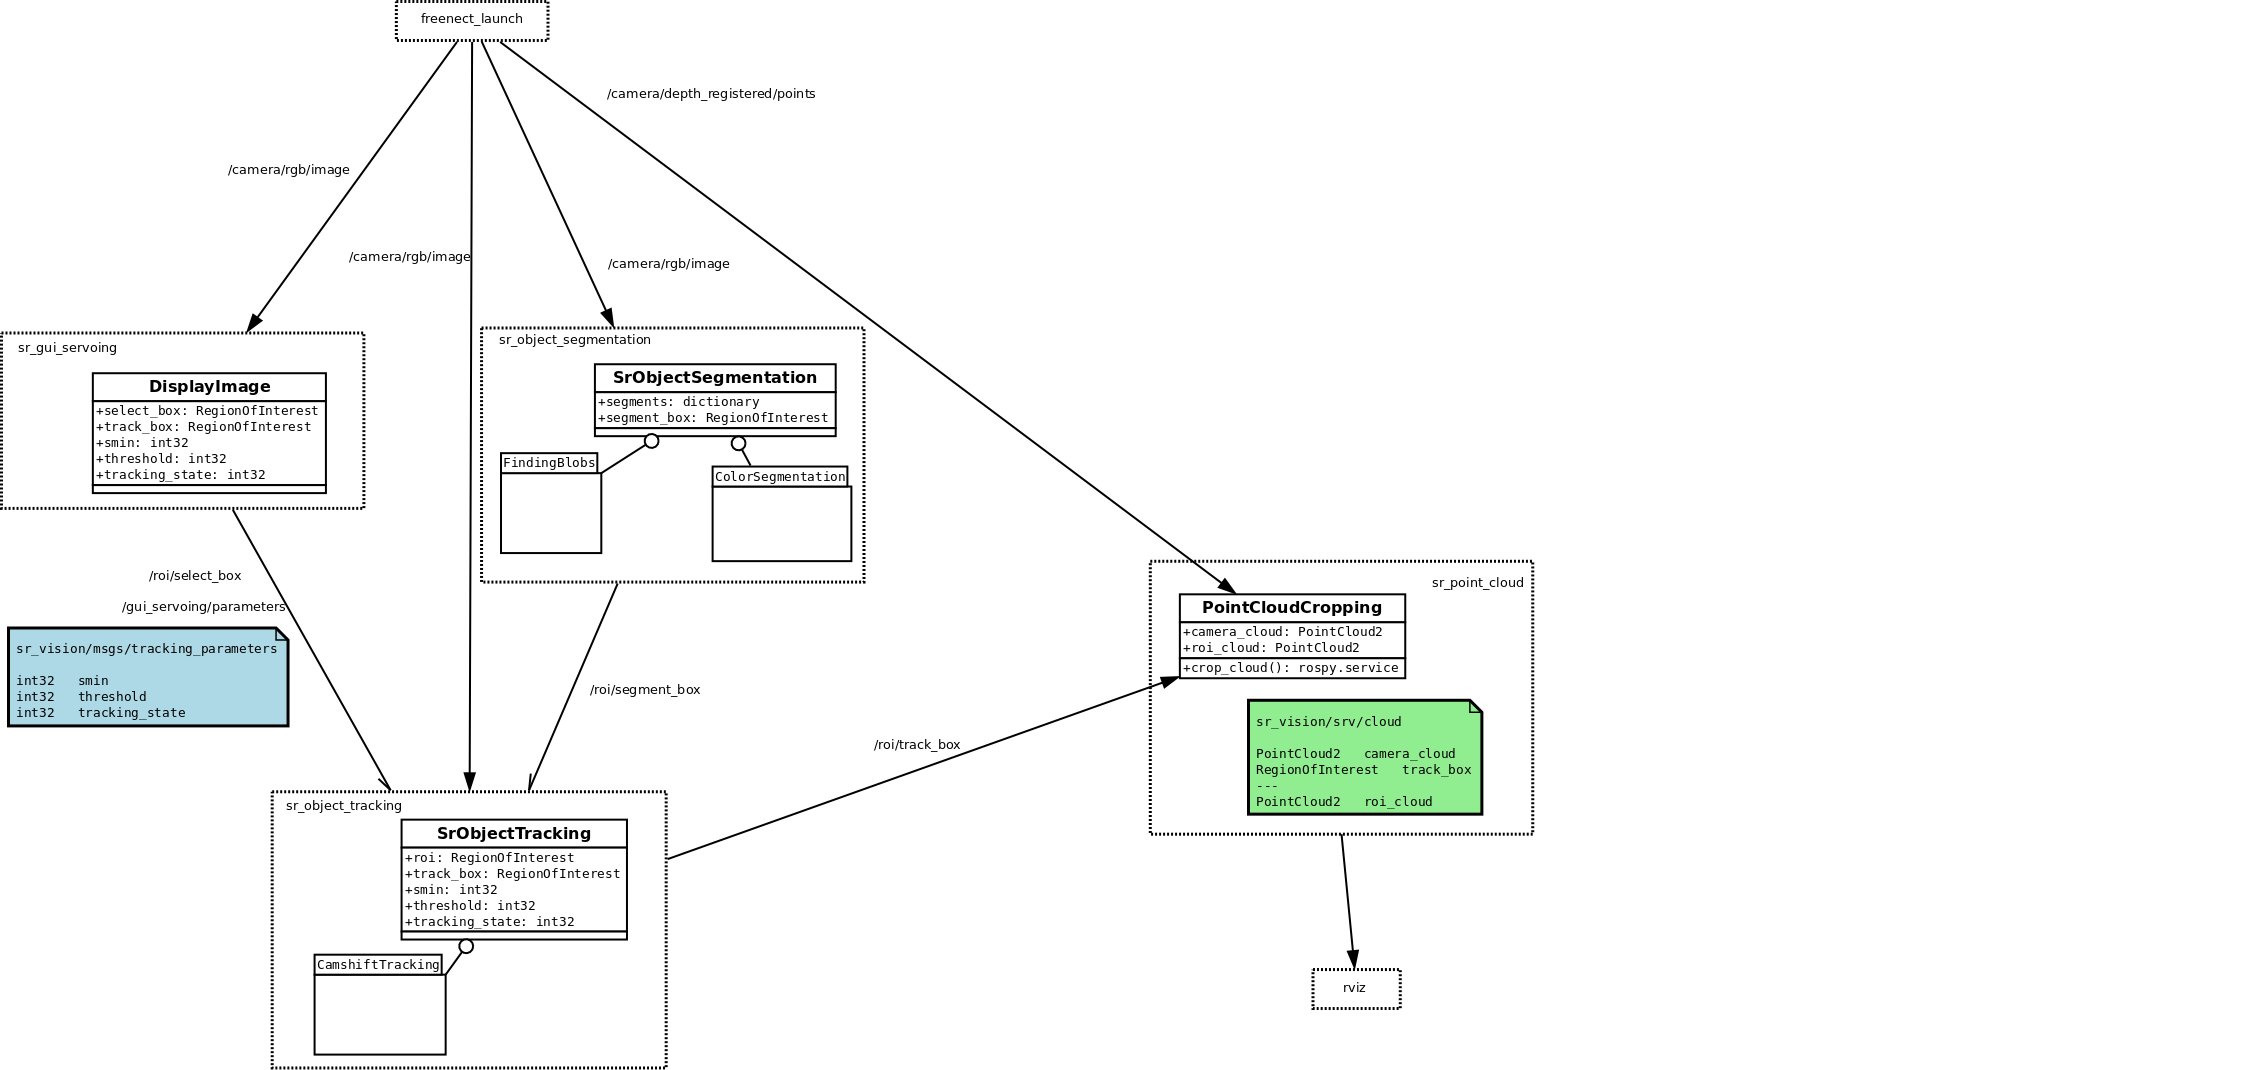 freenect_launch
/camera/depth_registered/points
/camera/rgb/image
/camera/rgb/image
/camera/rgb/image
sr_gui_servoing
DisplayImage
+select_box: RegionOfInterest
+track_box: RegionOfInterest
+smin: int32
+threshold: int32
+tracking_state: int32
sr_object_segmentation
SrObjectSegmentation
+segments: dictionary
+segment_box: RegionOfInterest
FindingBlobs
ColorSegmentation
/roi/select_box
/gui_servoing/parameters
sr_vision/msgs/tracking_parameters
int32   smin
int32   threshold
int32   tracking_state
/roi/segment_box
/roi/track_box
sr_point_cloud
PointCloudCropping
+camera_cloud: PointCloud2
+roi_cloud: PointCloud2
+crop_cloud(): rospy.service
sr_vision/srv/cloud
PointCloud2   camera_cloud
RegionOfInterest   track_box
---
PointCloud2   roi_cloud
sr_object_tracking
SrObjectTracking
+roi: RegionOfInterest
+track_box: RegionOfInterest
+smin: int32
+threshold: int32
+tracking_state: int32
CamshiftTracking
rviz